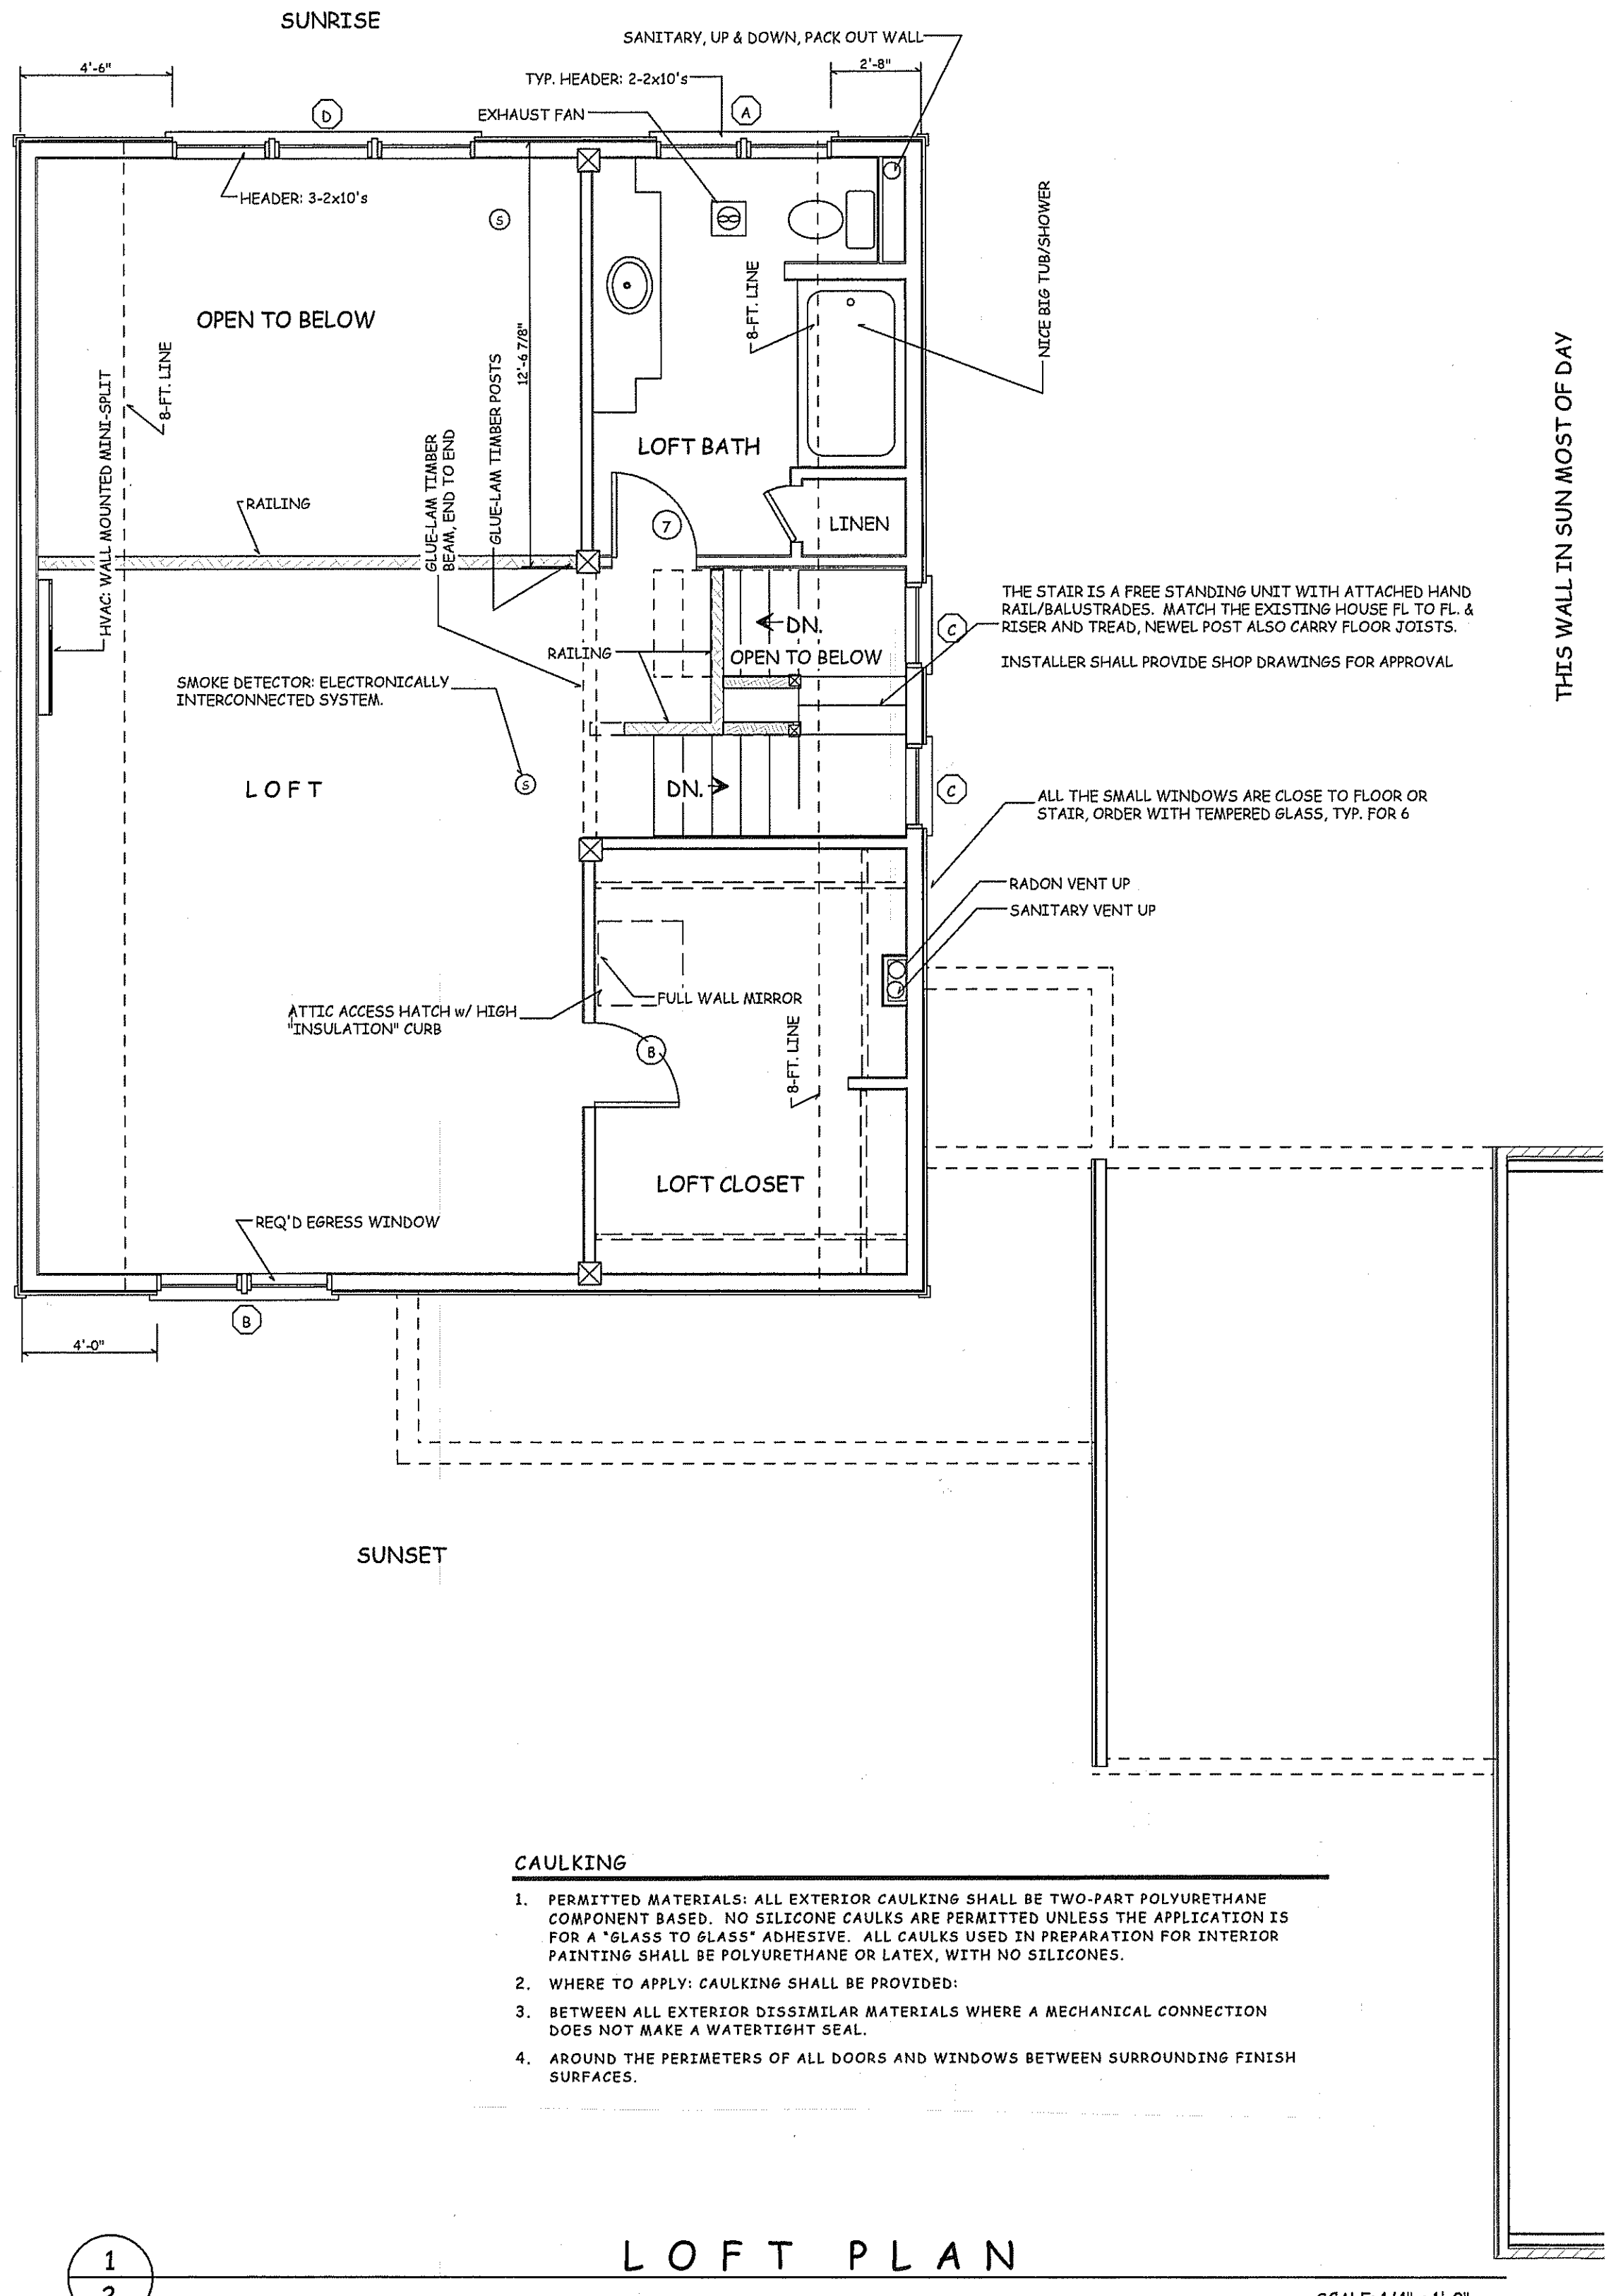 SUNRISE
SANITARY, UP & DOWN, PACK OUT WALL
4'-6"
2'-8"
TYP. HEADER: 2-2x10's
EXHAUST FAN
D
A
HEADER: 3-2x10's
S
NICE BIG TUB/SHOWER
8-FT. LINE
OPEN TO BELOW
12'-6 7/8"
THIS WALL IN SUN MOST OF DAY
8-FT. LINE
HVAC: WALL MOUNTED MINI-SPLIT
GLUE-LAM TIMBER
BEAM, END TO END
GLUE-LAM TIMBER POSTS
LOFT BATH
RAILING
7
LINEN
THE STAIR IS A FREE STANDING UNIT WITH ATTACHED HAND
RAIL/BALUSTRADES. MATCH THE EXISTING HOUSE FL TO FL. &
RISER AND TREAD, NEWEL POST ALSO CARRY FLOOR JOISTS.
INSTALLER SHALL PROVIDE SHOP DRAWINGS FOR APPROVAL
DN.
C
RAILING
OPEN TO BELOW
SMOKE DETECTOR: ELECTRONICALLY
INTERCONNECTED SYSTEM.
LOFT
S
DN.
C
ALL THE SMALL WINDOWS ARE CLOSE TO FLOOR OR
STAIR, ORDER WITH TEMPERED GLASS, TYP. FOR 6
RADON VENT UP
SANITARY VENT UP
FULL WALL MIRROR
ATTIC ACCESS HATCH w/ HIGH
"INSULATION" CURB
B
8-FT. LINE
LOFT CLOSET
REQ'D EGRESS WINDOW
B
4'-0"
SUNSET
CAULKING
1. PERMITTED MATERIALS: ALL EXTERIOR CAULKING SHALL BE TWO-PART POLYURETHANE
COMPONENT BASED. NO SILICONE CAULKS ARE PERMITTED UNLESS THE APPLICATION IS
FOR A "GLASS TO GLASS" ADHESIVE. ALL CAULKS USED IN PREPARATION FOR INTERIOR
PAINTING SHALL BE POLYURETHANE OR LATEX, WITH NO SILICONES.
2. WHERE TO APPLY: CAULKING SHALL BE PROVIDED:
3. BETWEEN ALL EXTERIOR DISSIMILAR MATERIALS WHERE A MECHANICAL CONNECTION
DOES NOT MAKE A WATERTIGHT SEAL.
4. AROUND THE PERIMETERS OF ALL DOORS AND WINDOWS BETWEEN SURROUNDING FINISH
SURFACES.
1
LOFT PLAN